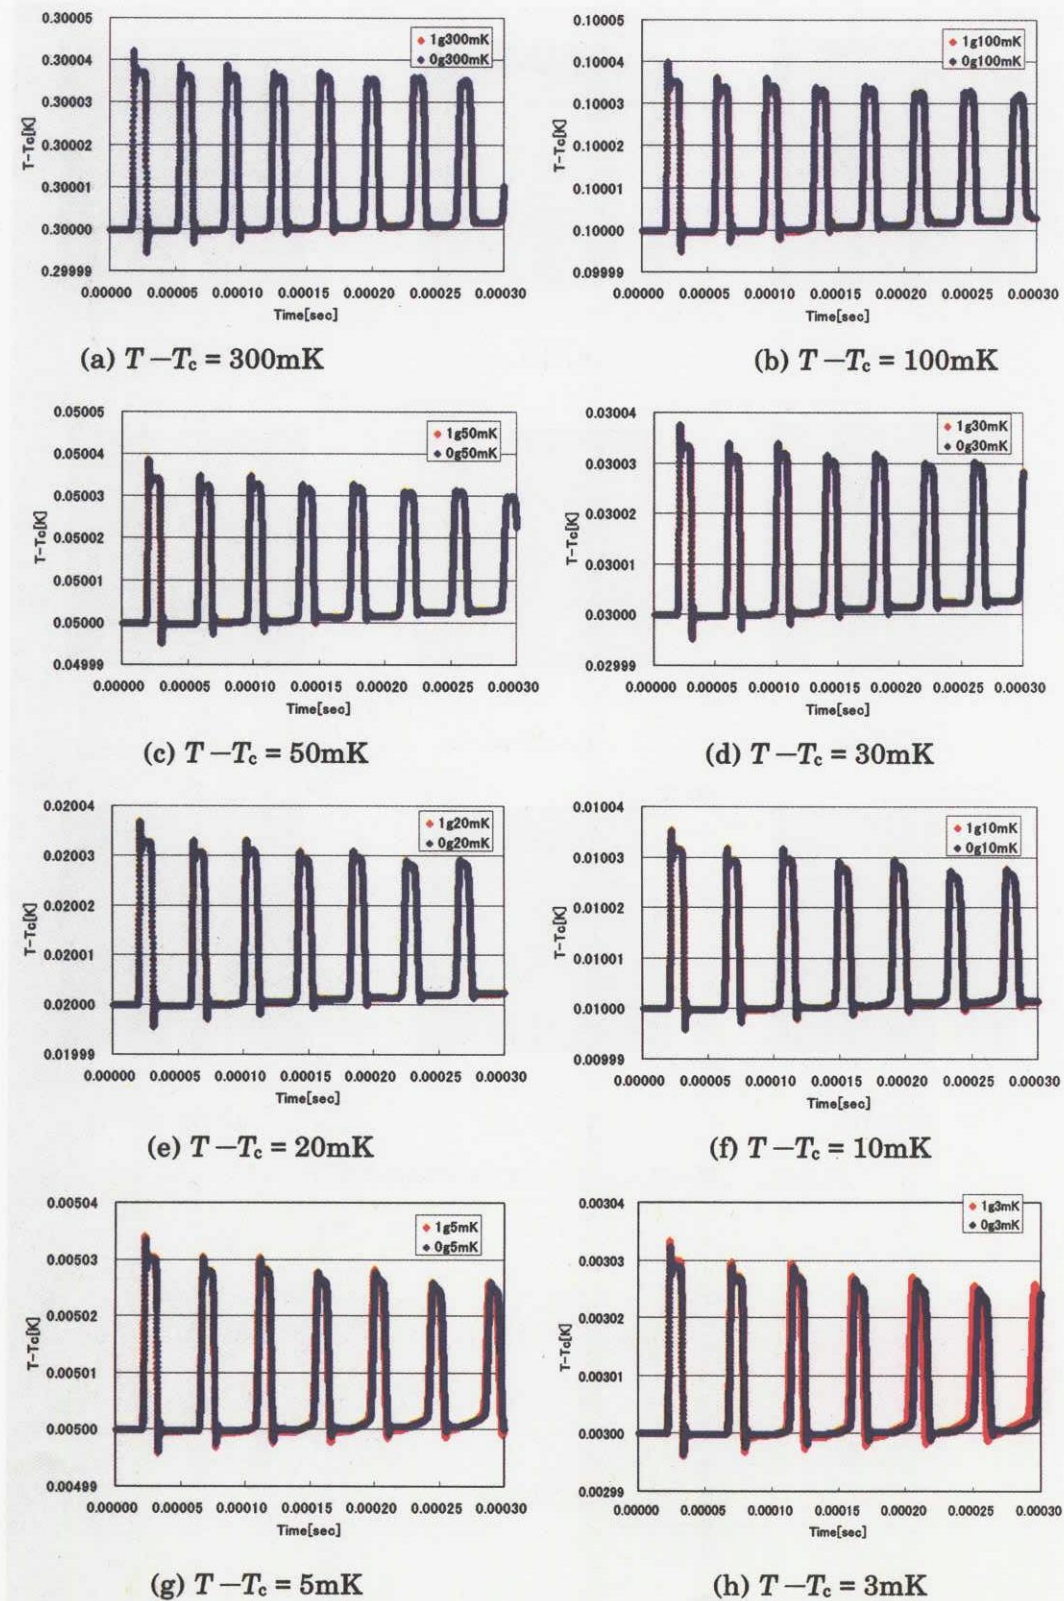 0.30005
0.30004
0.30003
0.30002
0.30001
0.30000
0.29999
T-Tc[K]
1g300mK
0g300mK
0.00000 0.00005 0.00010 0.00015 0.00020 0.00025 0.00030
Time[sec]
(a) T −Tc = 300mK
0.10005
0.10004
0.10003
0.10002
0.10001
0.10000
0.09999
T-Tc[K]
1g100mK
0g100mK
0.00000 0.00005 0.00010 0.00015 0.00020 0.00025 0.00030
Time[sec]
(b) T −Tc = 100mK
0.05005
0.05004
0.05003
0.05002
0.05001
0.05000
0.04999
T-Tc[K]
1g50mK
0g50mK
0.00000 0.00005 0.00010 0.00015 0.00020 0.00025 0.00030
Time[sec]
(c) T −Tc = 50mK
0.03004
0.03003
0.03002
0.03001
0.03000
0.02999
T-Tc[K]
1g30mK
0g30mK
0.00000 0.00005 0.00010 0.00015 0.00020 0.00025 0.00030
Time[sec]
(d) T −Tc = 30mK
0.02004
0.02003
0.02002
0.02001
0.02000
0.01999
T-Tc[K]
1g20mK
0g20mK
0.00000 0.00005 0.00010 0.00015 0.00020 0.00025 0.00030
Time[sec]
(e) T −Tc = 20mK
0.01004
0.01003
0.01002
0.01001
0.01000
0.00999
T-Tc[K]
1g10mK
0g10mK
0.00000 0.00005 0.00010 0.00015 0.00020 0.00025 0.00030
Time[sec]
(f) T −Tc = 10mK
0.00504
0.00503
0.00502
0.00501
0.00500
0.00499
T-Tc[K]
1g5mK
0g5mK
0.00000 0.00005 0.00010 0.00015 0.00020 0.00025 0.00030
Time[sec]
(g) T −Tc = 5mK
0.00304
0.00303
0.00302
0.00301
0.00300
0.00299
T-Tc[K]
1g3mK
0g3mK
0.00000 0.00005 0.00010 0.00015 0.00020 0.00025 0.00030
Time[sec]
(h) T −Tc = 3mK